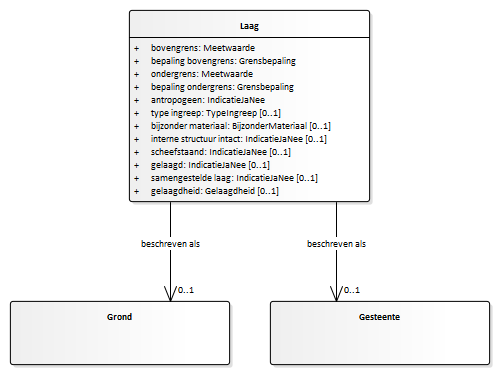 Laag
+ bovengrens: Meetwaarde
+ bepaling bovengrens: Grensbepaling
+ ondergrens: Meetwaarde
+ bepaling ondergrens: Grensbepaling
+ antropogeen: IndicatieJaNee
+ type ingreep: TypeIngreep [0..1]
+ bijzonder materiaal: BijzonderMateriaal [0..1]
+ interne structuur intact: IndicatieJaNee [0..1]
+ scheefstaand: IndicatieJaNee [0..1]
+ gelaagd: IndicatieJaNee [0..1]
+ samengestelde laag: IndicatieJaNee [0..1]
+ gelaagdheid: Gelaagdheid [0..1]
beschreven als
beschreven als
0..1
0..1
Grond
Gesteente